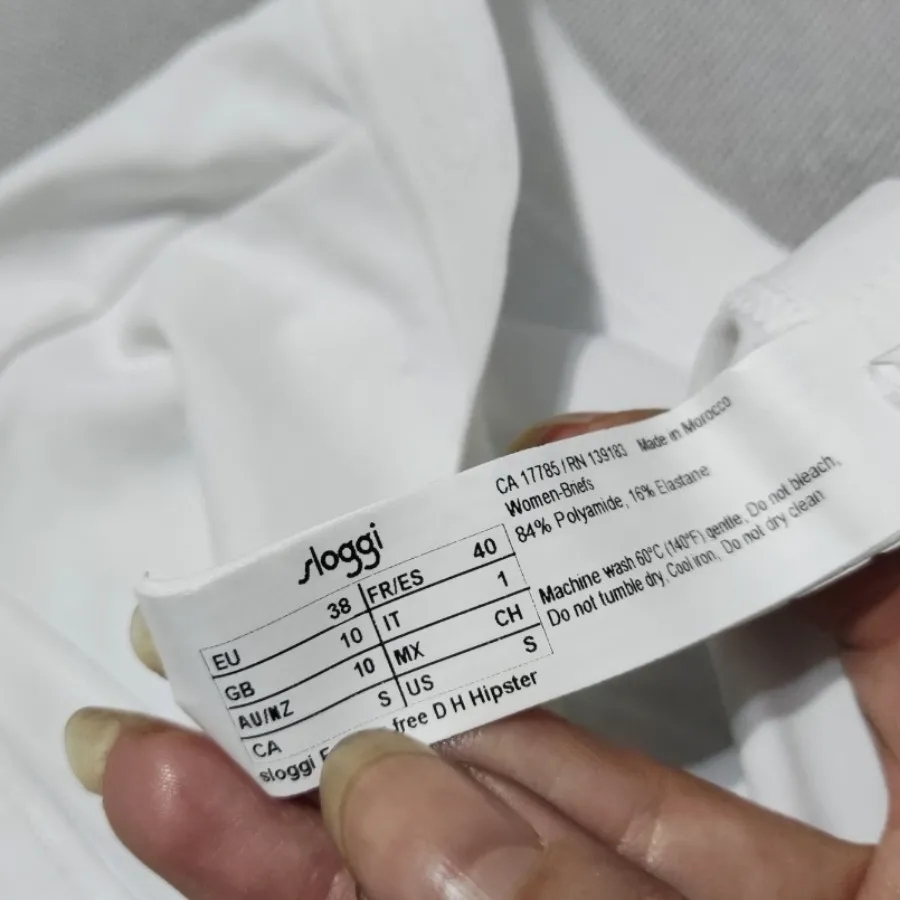 sloggi
EU 38 FR/ES 40
GB 10 IT 1
AU/NZ 10 MX CH
CA S US S
sloggi free D H Hipster
CA 17785 / RN 139183 Made in Morocco
Women-Briefs
84% Polyamide, 16% Elastane
Machine wash 60°C (140°F) gentle, Do not bleach,
Do not tumble dry, Cool iron, Do not dry clean